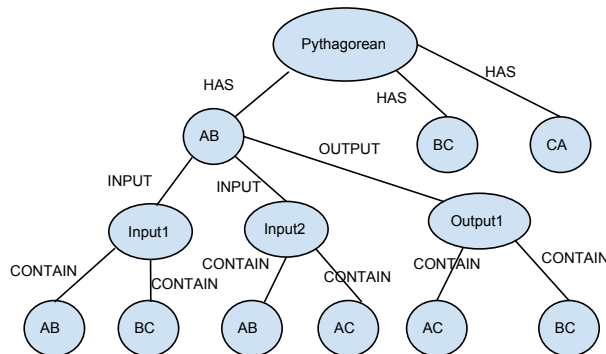 Pythagorean
HAS
HAS
HAS
AB
BC
CA
OUTPUT
INPUT
INPUT
Input1
Input2
Output1
CONTAIN
CONTAIN
CONTAIN
CONTAIN
CONTAIN
CONTAIN
AB
BC
AB
AC
AC
BC